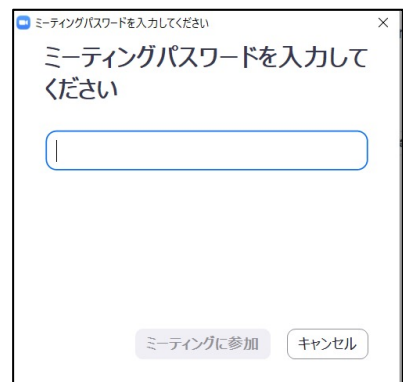 ミーティングパスワードを入力してください
ミーティングパスワードを入力して
ください
ミーティングに参加
キャンセル